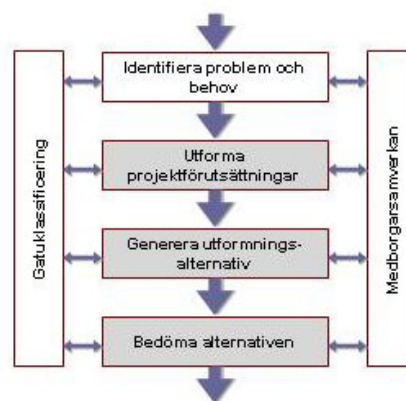 Identifiera problem och
behov
Gatuklassificering
Medborgarsamverkan
Utforma
projektförutsättningar
Generera utformnings-
alternativ
Bedöma alternativen